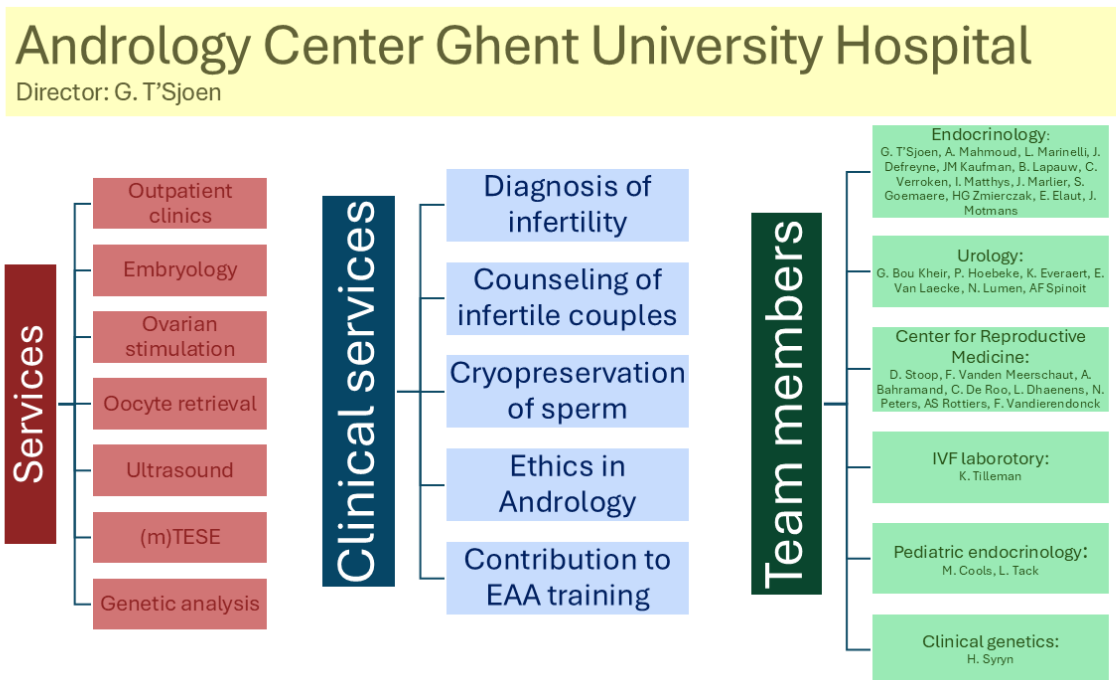 Andrology Center Ghent University Hospital
Director: G. T'Sjoen
Services
Outpatient
clinics
Embryology
Ovarian
stimulation
Oocyte retrieval
Ultrasound
(m)TESE
Genetic analysis
Clinical services
Diagnosis of
infertility
Counseling of
infertile couples
Cryopreservation
of sperm
Ethics in
Andrology
Contribution to
EAA training
Team members
Endocrinology:
G. T'Sjoen, A. Mahmoud, L. Marinelli, J.
Defreyne, JM Kaufman, B. Lapauw, C.
Verroken, I. Matthys, J. Marlier, S.
Goemaere, HG Zmierczak, E. Elaut, J.
Motmans
Urology:
G. Bou Kheir, P. Hoebeke, K. Everaert, E.
Van Laecke, N. Lumen, AF Spinoit
Center for Reproductive
Medicine:
D. Stoop, F. Vanden Meerschaut, A.
Bahramand, C. De Roo, L. Dhaenens, N.
Peters, AS Rottiers, F. Vandierendonck
IVF laborotory:
K. Tilleman
Pediatric endocrinology:
M. Cools, L. Tack
Clinical genetics:
H. Syryn